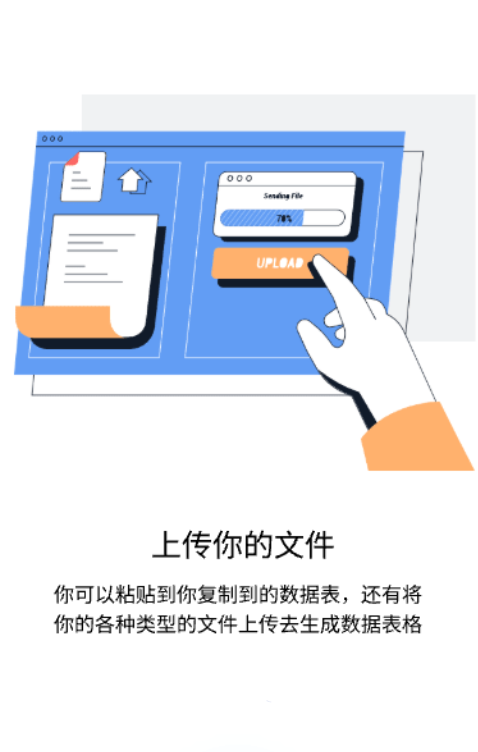 Sending File
70%
UPLOAD
上传你的文件
你可以粘贴到你复制到的数据表，还有将
你的各种类型的文件上传去生成数据表格